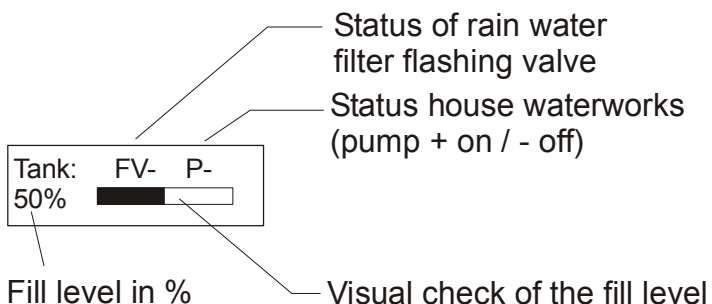 Status of rain water
filter flashing valve
Status house waterworks
(pump + on / - off)
Tank: FV- P-
50%
Fill level in %
Visual check of the fill level